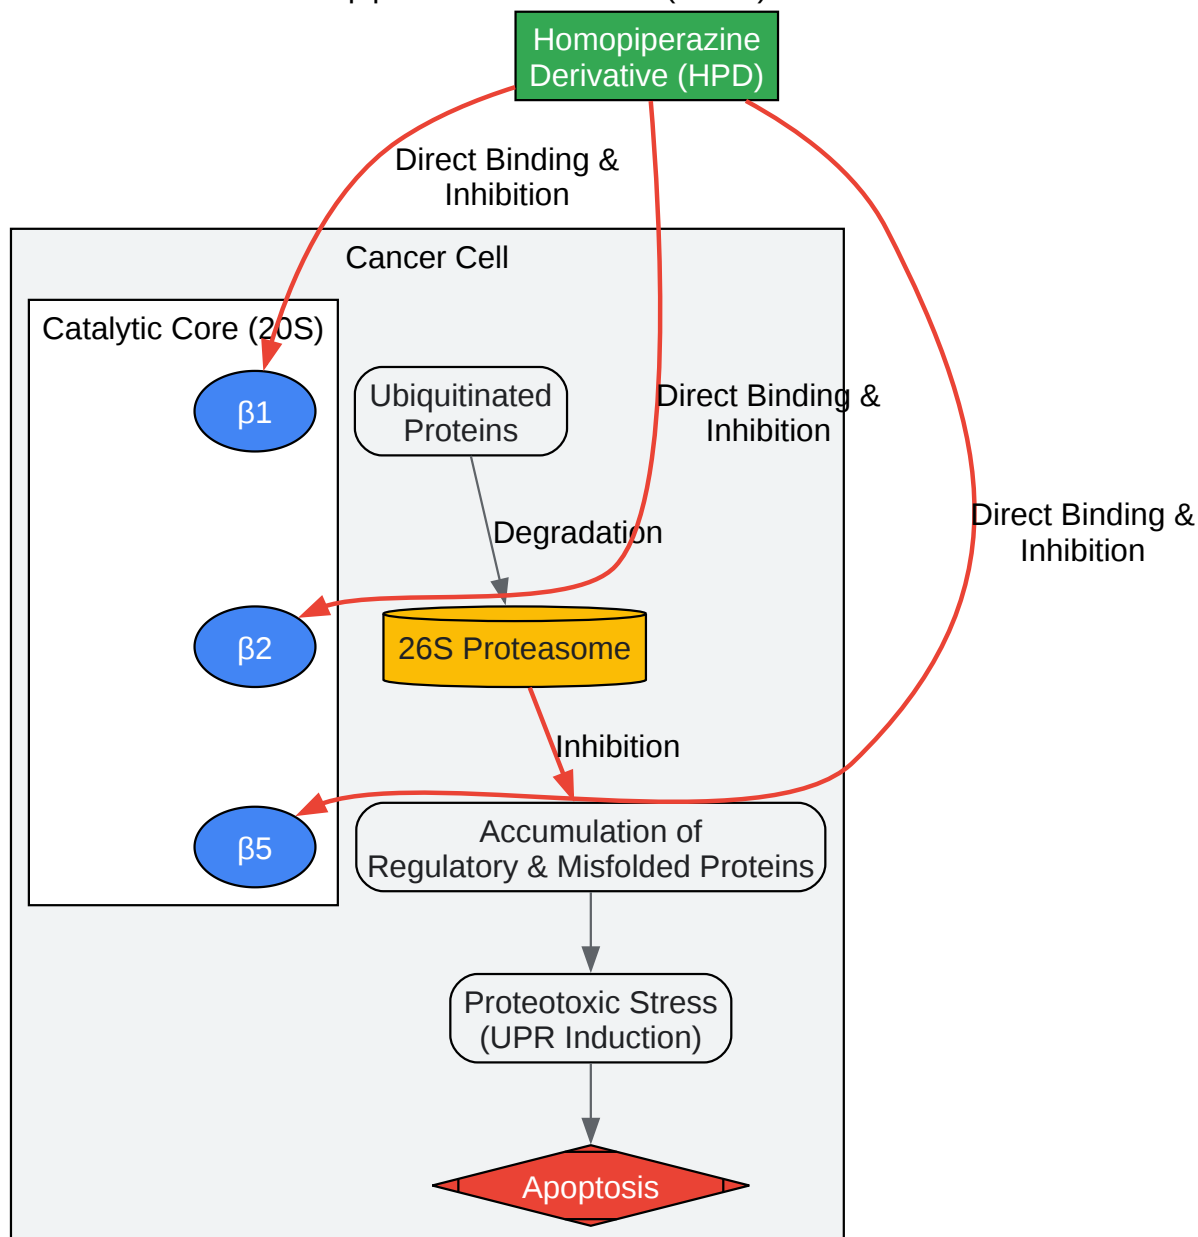 Homopiperazine
Derivative (HPD)
Direct Binding &
Inhibition
Cancer Cell
Catalytic Core (20S)
β1
Ubiquitinated
Proteins
Direct Binding &
Inhibition
Direct Binding &
Inhibition
Degradation
β2
26S Proteasome
Inhibition
β5
Accumulation of
Regulatory & Misfolded Proteins
Proteotoxic Stress
(UPR Induction)
Apoptosis